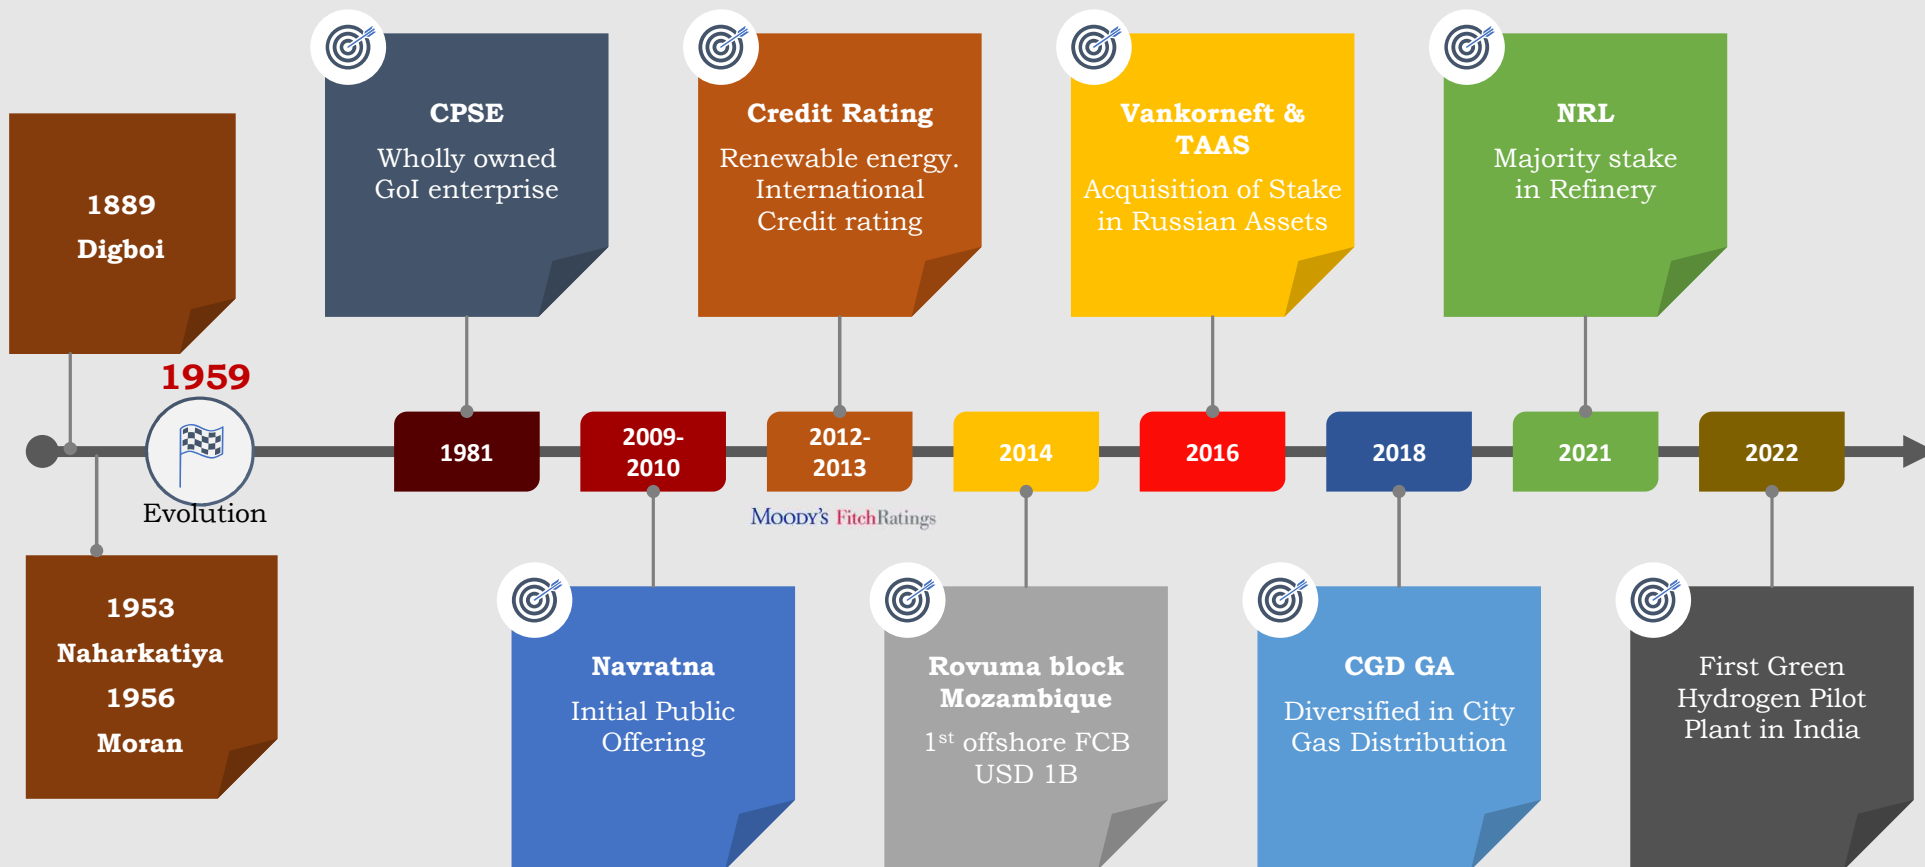 1889
Digboi
1953
Naharkatiya
1956
Moran
1959
Evolution
CPSE
Wholly owned
GoI enterprise
1981
2009-
2010
Navratna
Initial Public
Offering
Credit Rating
Renewable energy.
International
Credit rating
2012-
2013
MOODY'S FitchRatings
2014
Rovuma block
Mozambique
1st offshore FCB
USD 1B
Vankorneft &
TAAS
Acquisition of Stake
in Russian Assets
2016
2018
CGD GA
Diversified in City
Gas Distribution
NRL
Majority stake
in Refinery
2021
2022
First Green
Hydrogen Pilot
Plant in India